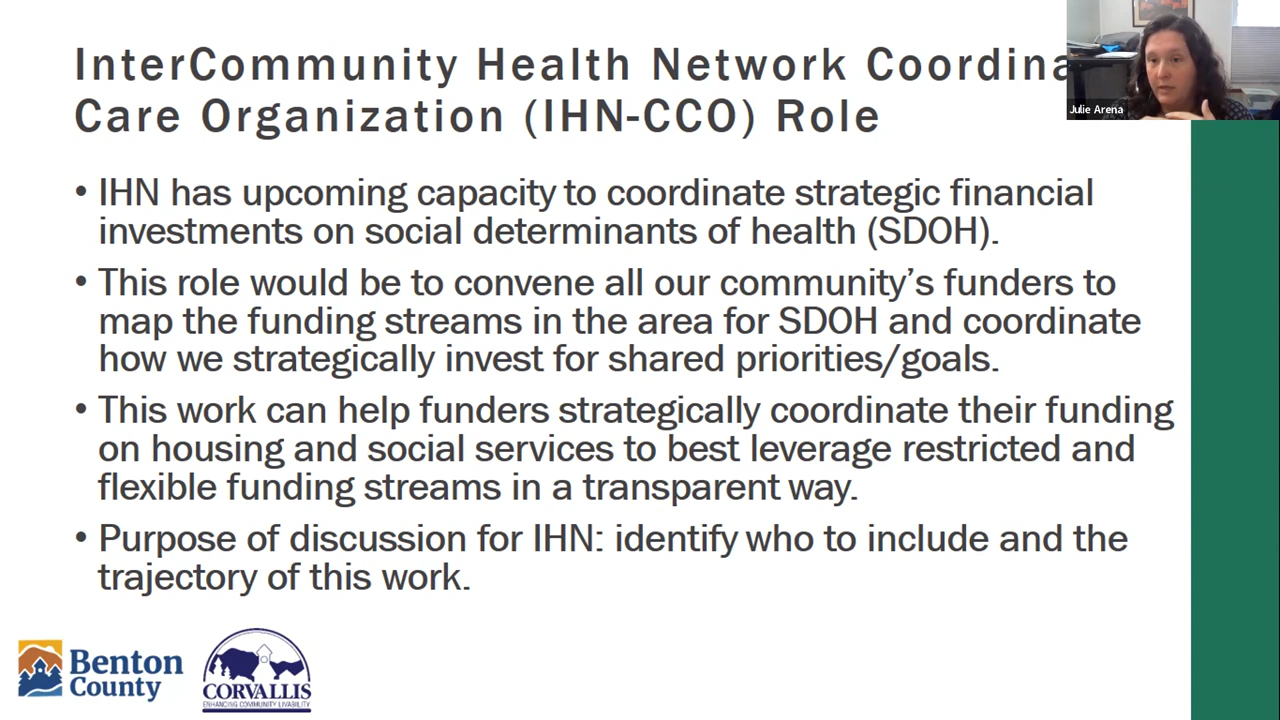 InterCommunity Health Network Coordina
Care Organization (IHN-CCO) Role
Julie Arena
• IHN has upcoming capacity to coordinate strategic financial
investments on social determinants of health (SDOH).
• This role would be to convene all our community’s funders to
map the funding streams in the area for SDOH and coordinate
how we strategically invest for shared priorities/goals.
• This work can help funders strategically coordinate their funding
on housing and social services to best leverage restricted and
flexible funding streams in a transparent way.
• Purpose of discussion for IHN: identify who to include and the
trajectory of this work.
Benton
County
CORVALLIS
ENHANCING COMMUNITY LIVABILITY